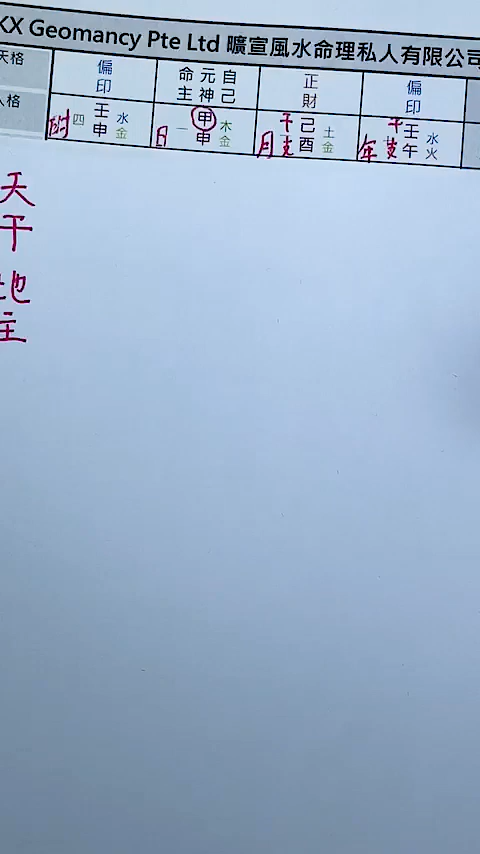 KX Geomancy Pte Ltd 曠宣風水命理私人有限公司
天格
偏印
命主 元神 自己
正財
偏印
人格
時 四 壬申 水金
日 一 甲申 木金
月 干支 己酉 土金
年 干支 壬午 水火
天
干
地
主